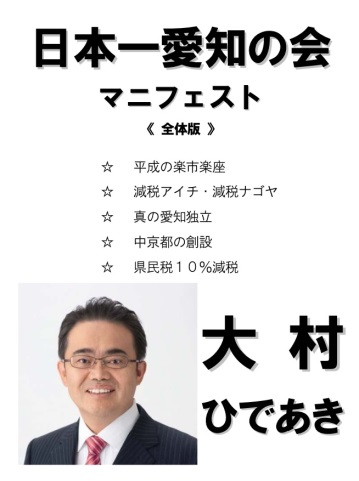 日本一愛知の会
マニフェスト
《 全体版 》
☆ 平成の楽市楽座
☆ 減税アイチ・減税ナゴヤ
☆ 真の愛知独立
☆ 中京都の創設
☆ 県民税１０％減税
大 村
ひであき